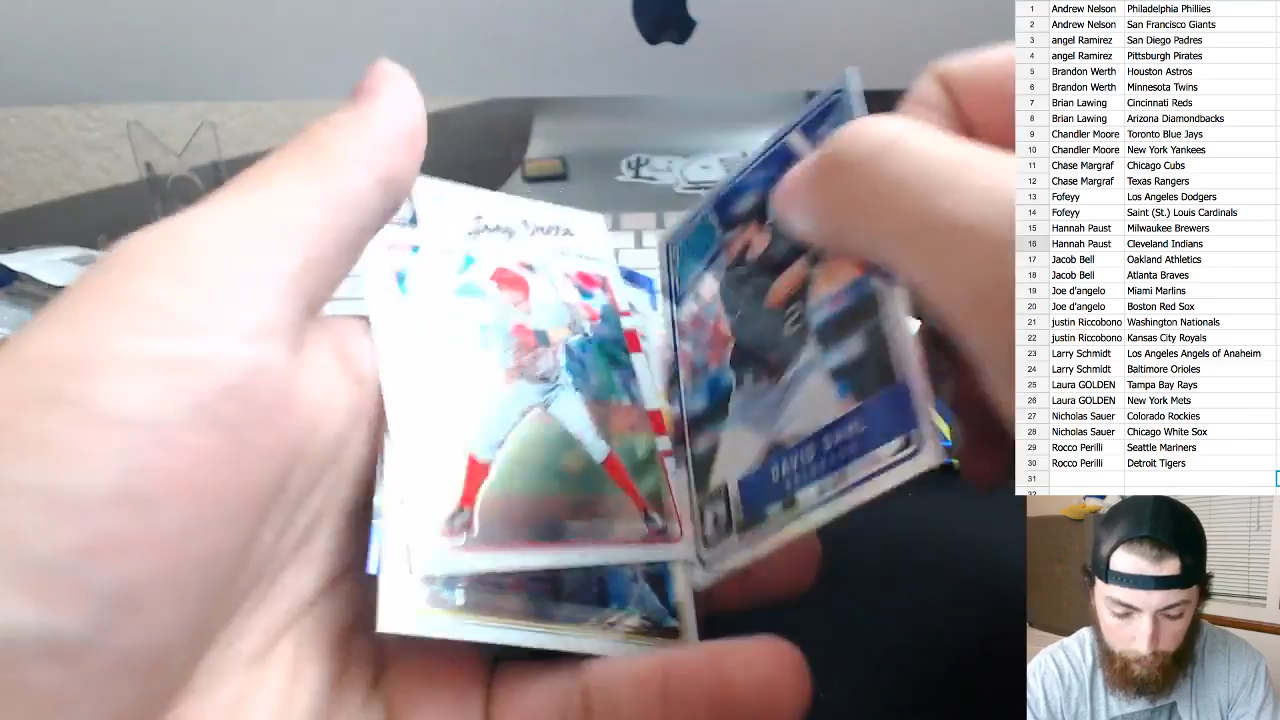 1 Andrew Nelson Philadelphia Phillies
2 Andrew Nelson San Francisco Giants
3 angel Ramirez San Diego Padres
4 angel Ramirez Pittsburgh Pirates
5 Brandon Werth Houston Astros
6 Brandon Werth Minnesota Twins
7 Brian Lawing Cincinnati Reds
8 Brian Lawing Arizona Diamondbacks
9 Chandler Moore Toronto Blue Jays
10 Chandler Moore New York Yankees
11 Chase Margraf Chicago Cubs
12 Chase Margraf Texas Rangers
13 Fofeyy Los Angeles Dodgers
14 Fofeyy Saint (St.) Louis Cardinals
15 Hannah Paust Milwaukee Brewers
16 Hannah Paust Cleveland Indians
17 Jacob Bell Oakland Athletics
18 Jacob Bell Atlanta Braves
19 Joe d'angelo Miami Marlins
20 Joe d'angelo Boston Red Sox
21 justin Riccobono Washington Nationals
22 justin Riccobono Kansas City Royals
23 Larry Schmidt Los Angeles Angels of Anaheim
24 Larry Schmidt Baltimore Orioles
25 Laura GOLDEN Tampa Bay Rays
26 Laura GOLDEN New York Mets
27 Nicholas Sauer Colorado Rockies
28 Nicholas Sauer Chicago White Sox
29 Rocco Perilli Seattle Mariners
30 Rocco Perilli Detroit Tigers
31
DAVID